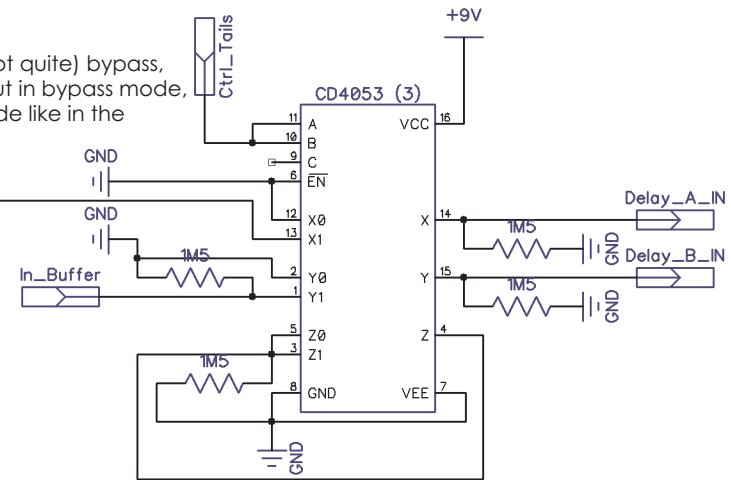 +9V
ot quite) bypass,
ut in bypass mode,
de like in the
Ctrl_Tails
CD4053 (3)
11 A VCC 16
10 B
9 C
GND
6 EN
Delay_A_IN
12 X0 X 14
GND
13 X1 1M5 GND
1M5
Delay_B_IN
2 Y0 Y 15
In_Buffer
1 Y1 1M5 GND
5 Z0 Z 4
3 Z1
1M5
8 GND VEE 7
GND